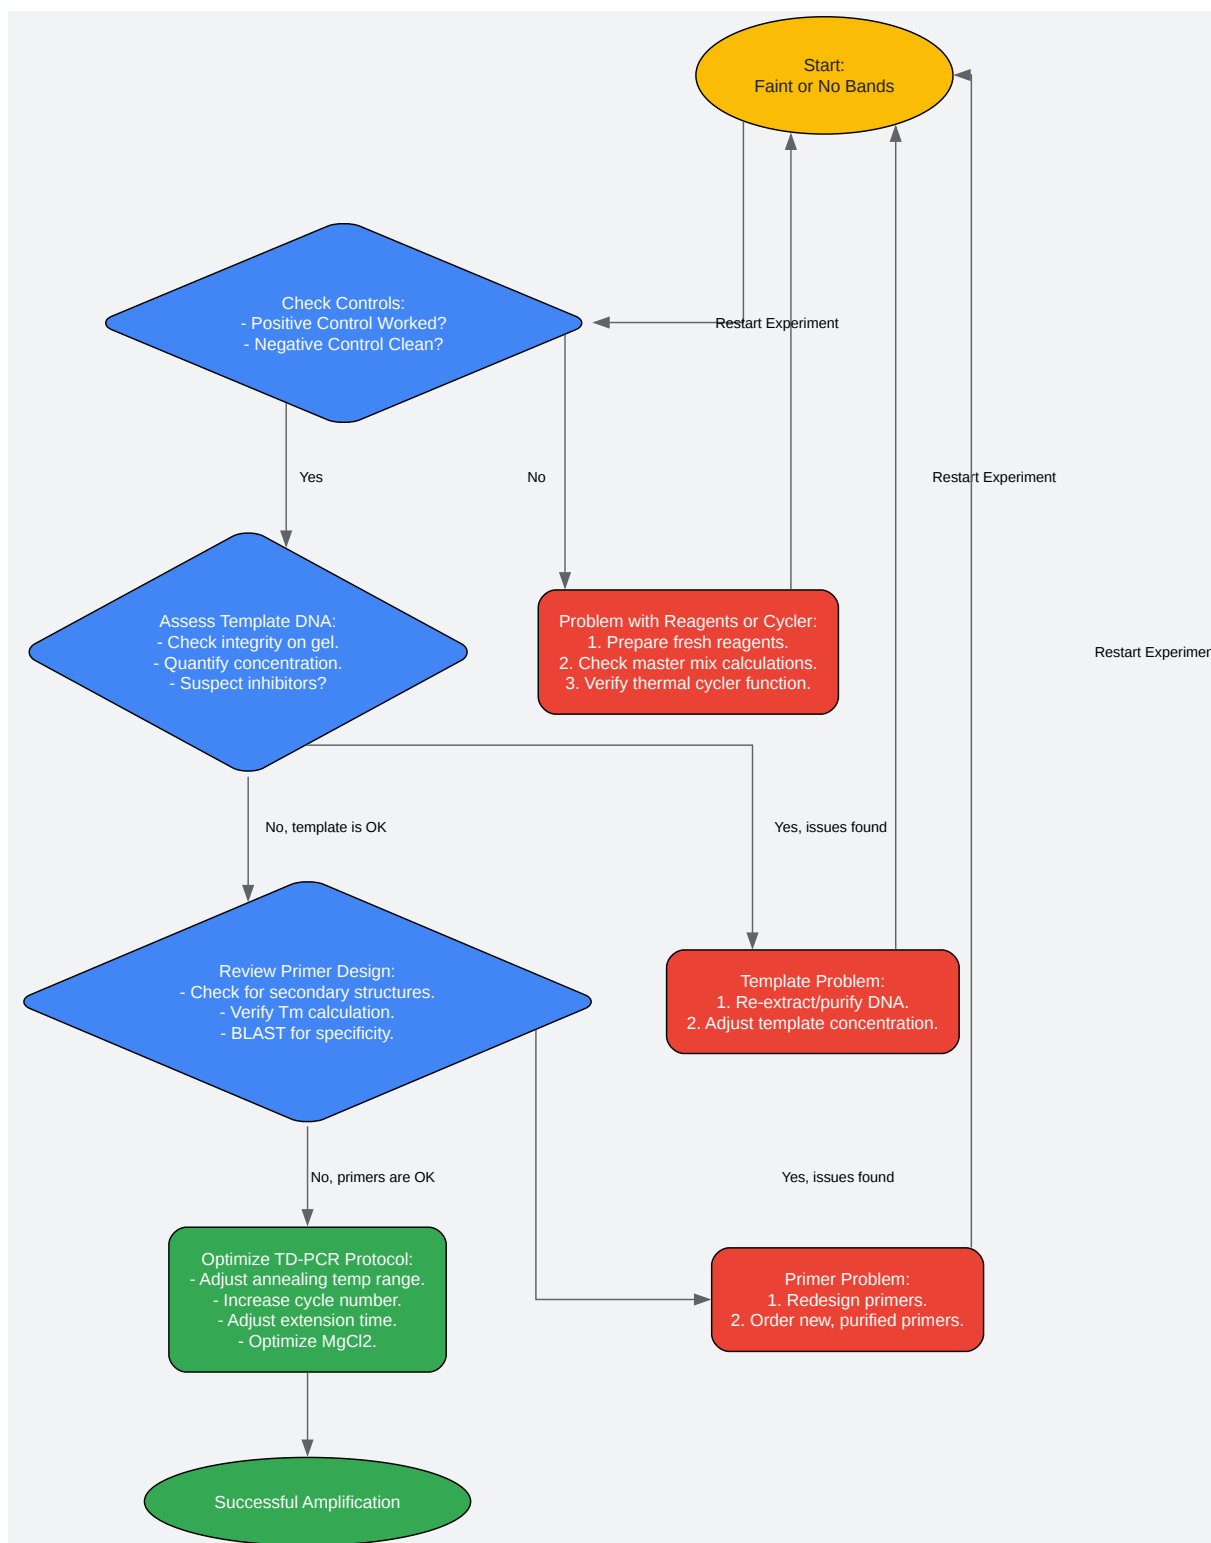 Start:
Faint or No Bands
Check Controls:
- Positive Control Worked?
- Negative Control Clean?
Restart Experiment
Yes
No
Restart Experiment
Assess Template DNA:
- Check integrity on gel.
- Quantify concentration.
- Suspect inhibitors?
Problem with Reagents or Cycler:
1. Prepare fresh reagents.
2. Check master mix calculations.
3. Verify thermal cycler function.
Restart Experimen
No, template is OK
Yes, issues found
Review Primer Design:
- Check for secondary structures.
- Verify Tm calculation.
- BLAST for specificity.
Template Problem:
1. Re-extract/purify DNA.
2. Adjust template concentration.
No, primers are OK
Yes, issues found
Optimize TD-PCR Protocol:
- Adjust annealing temp range.
- Increase cycle number.
- Adjust extension time.
- Optimize MgCl2.
Primer Problem:
1. Redesign primers.
2. Order new, purified primers.
Successful Amplification